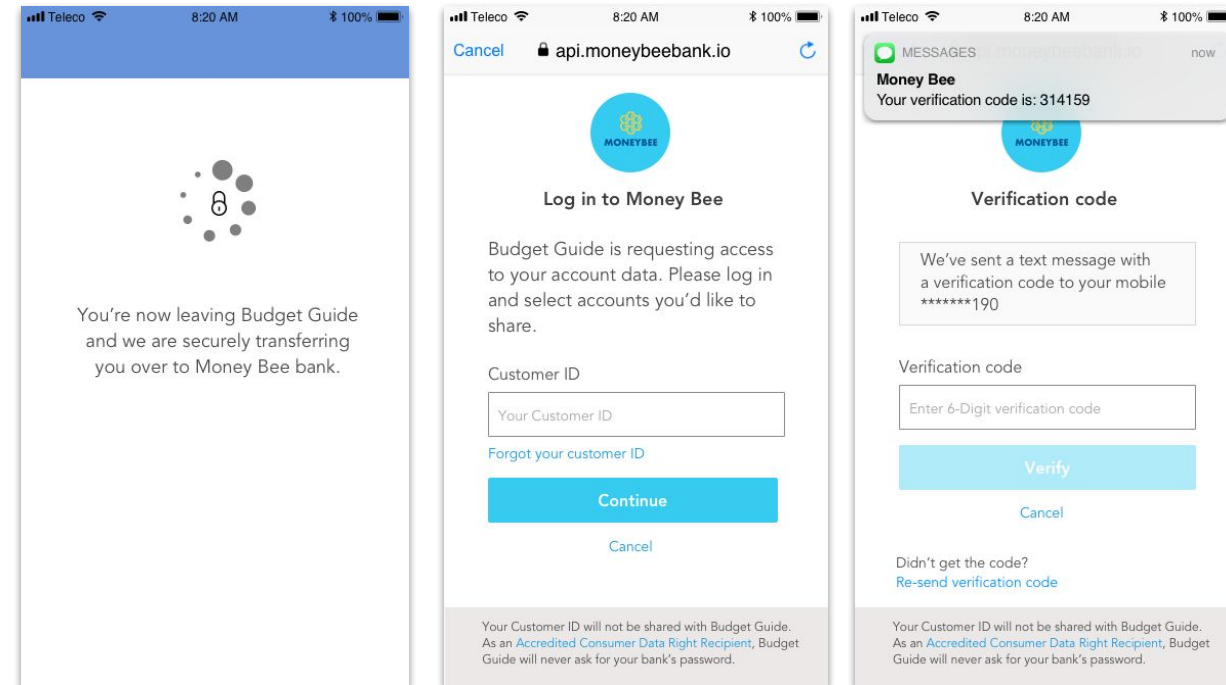 Teleco 8:20 AM 100%
You're now leaving Budget Guide
and we are securely transferring
you over to Money Bee bank.
Teleco 8:20 AM 100%
Cancel api.moneybeebank.io
MONEYBEE
Log in to Money Bee
Budget Guide is requesting access
to your account data. Please log in
and select accounts you'd like to
share.
Customer ID
Your Customer ID
Forgot your customer ID
Continue
Cancel
Your Customer ID will not be shared with Budget Guide.
As an Accredited Consumer Data Right Recipient, Budget
Guide will never ask for your bank's password.
Teleco 8:20 AM 100%
MESSAGES now
Money Bee
Your verification code is: 314159
MONEYBEE
Verification code
We've sent a text message with
a verification code to your mobile
*******190
Verification code
Enter 6-Digit verification code
Verify
Cancel
Didn't get the code?
Re-send verification code
Your Customer ID will not be shared with Budget Guide.
As an Accredited Consumer Data Right Recipient, Budget
Guide will never ask for your bank's password.